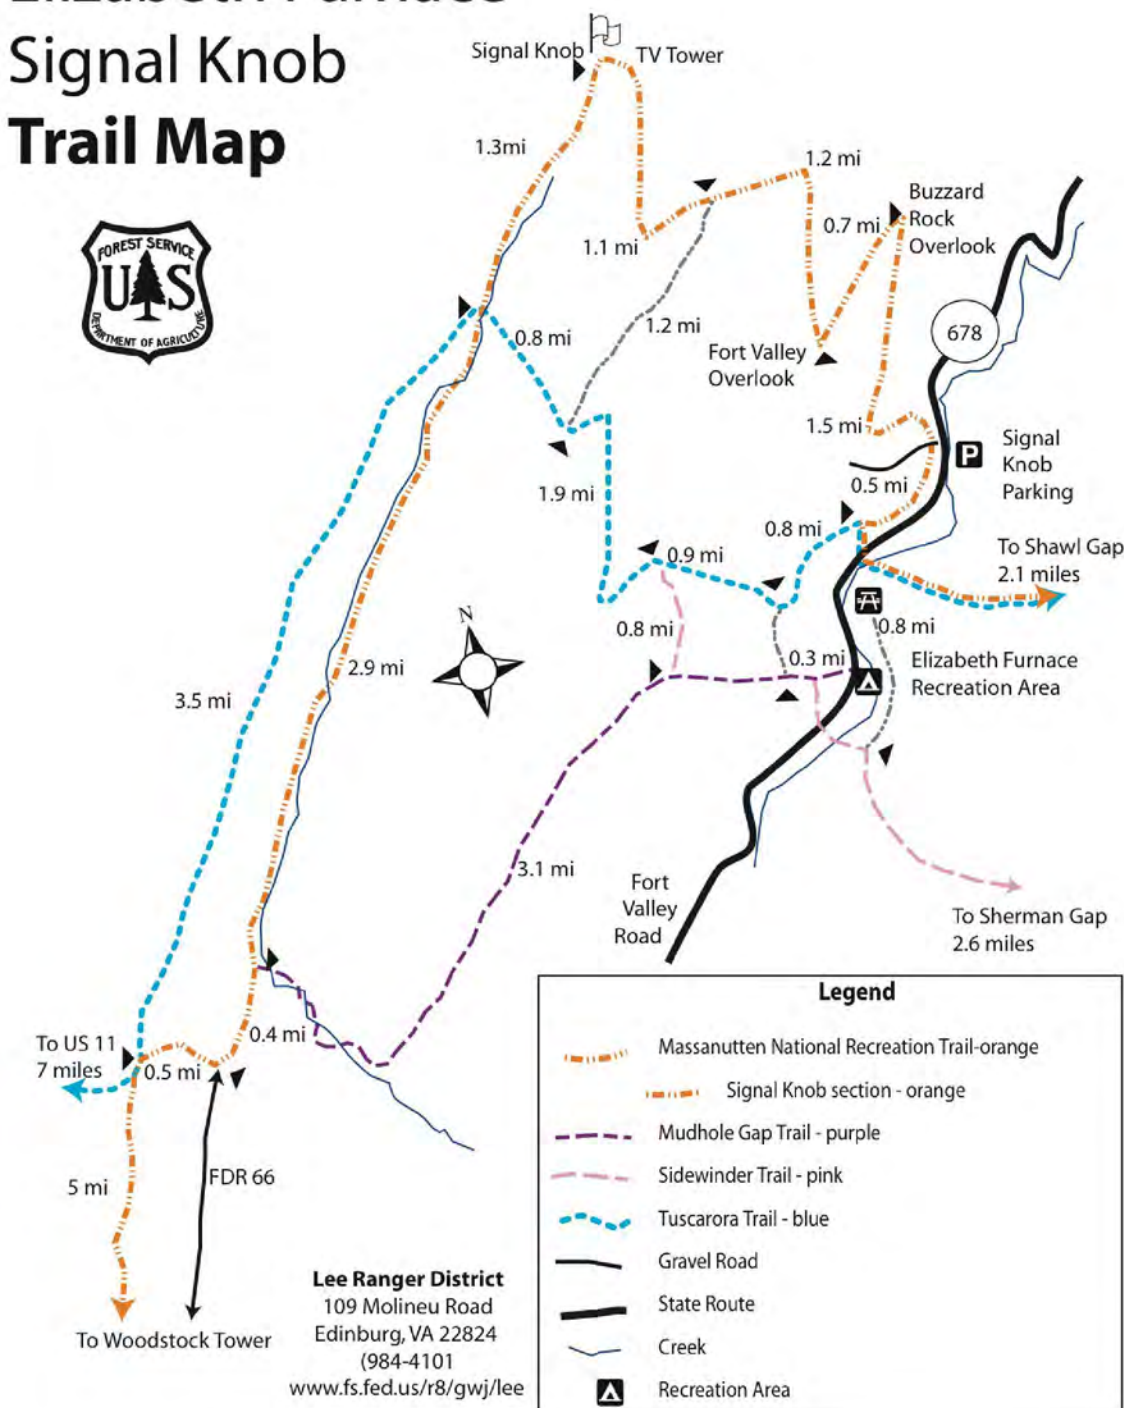 Elizabeth Furnace
Signal Knob
Trail Map
FOREST SERVICE
U S
DEPARTMENT OF AGRICULTURE
Signal Knob
TV Tower
1.3mi
1.2 mi
Buzzard
Rock
Overlook
0.7 mi
1.1 mi
678
0.8 mi
1.2 mi
Fort Valley
Overlook
1.5 mi
P
Signal
Knob
Parking
0.5 mi
1.9 mi
0.8 mi
0.9 mi
To Shawl Gap
2.1 miles
N
0.8 mi
0.8 mi
0.3 mi
Elizabeth Furnace
Recreation Area
2.9 mi
3.5 mi
3.1 mi
Fort
Valley
Road
To Sherman Gap
2.6 miles
0.4 mi
To US 11
7 miles
0.5 mi
FDR 66
5 mi
To Woodstock Tower
Lee Ranger District
109 Molineu Road
Edinburg, VA 22824
(984-4101
www.fs.fed.us/r8/gwj/lee
Legend
Massanutten National Recreation Trail-orange
Signal Knob section - orange
Mudhole Gap Trail - purple
Sidewinder Trail - pink
Tuscarora Trail - blue
Gravel Road
State Route
Creek
Recreation Area